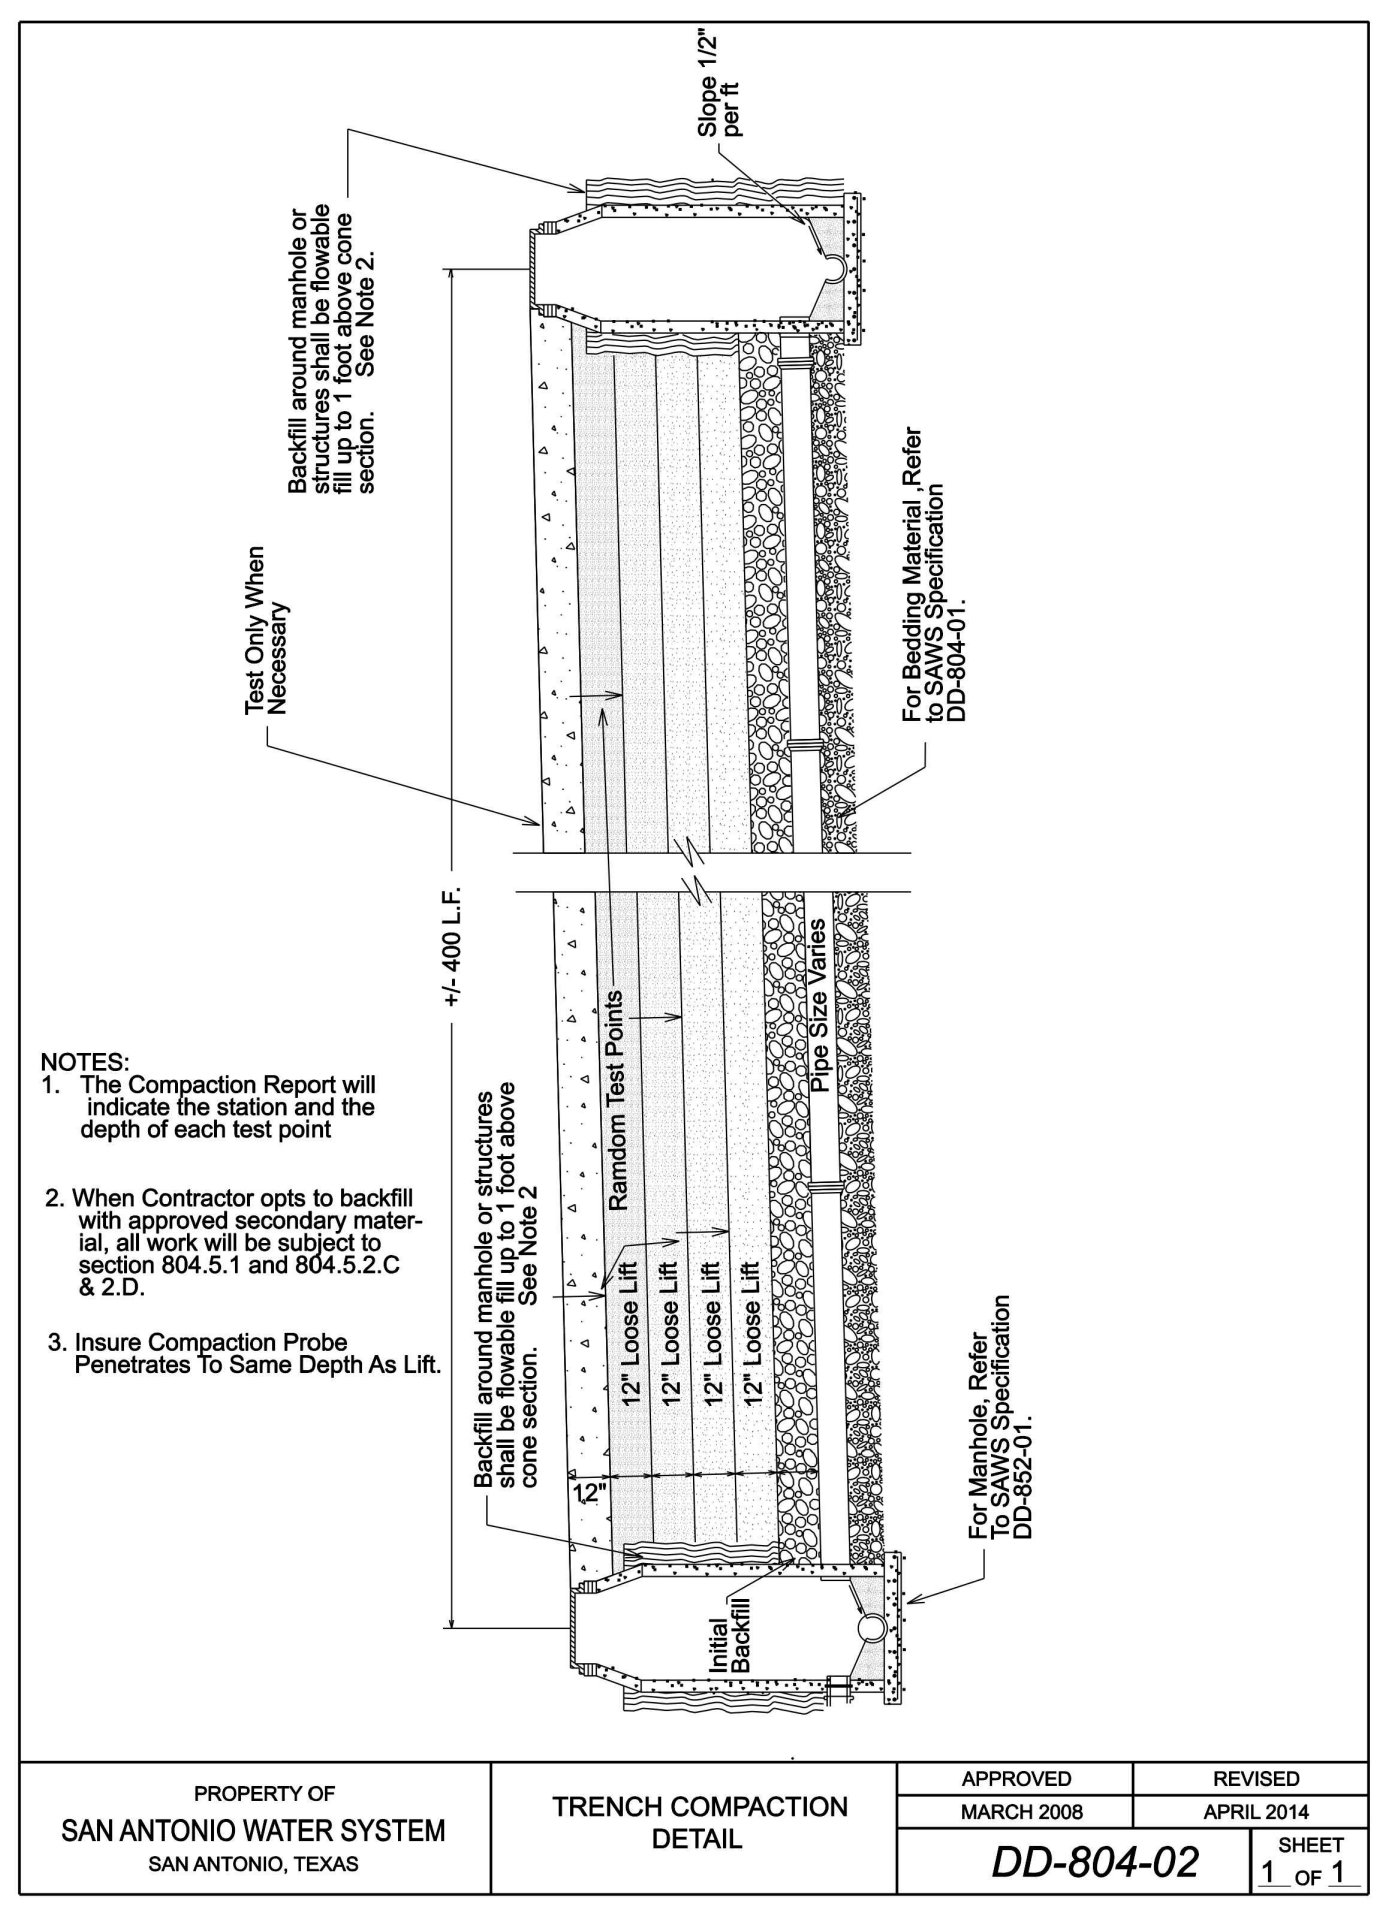 Slope 1/2"
per ft
Backfill around manhole or
structures shall be flowable
fill up to 1 foot above cone
section. See Note 2.
Test Only When
Necessary
For Bedding Material ,Refer
to SAWS Specification
DD-804-01.
+/- 400 L.F.
Ramdom Test Points
Pipe Size Varies
NOTES:
1. The Compaction Report will
indicate the station and the
depth of each test point
2. When Contractor opts to backfill
with approved secondary mater-
ial, all work will be subject to
section 804.5.1 and 804.5.2.C
& 2.D.
3. Insure Compaction Probe
Penetrates To Same Depth As Lift.
Backfill around manhole or structures
shall be flowable fill up to 1 foot above
cone section. See Note 2
12" Loose Lift
12" Loose Lift
12" Loose Lift
12" Loose Lift
12"
For Manhole, Refer
To SAWS Specification
DD-852-01.
Initial
Backfill
PROPERTY OF
SAN ANTONIO WATER SYSTEM
SAN ANTONIO, TEXAS
TRENCH COMPACTION
DETAIL
APPROVED
MARCH 2008
REVISED
APRIL 2014
DD-804-02
SHEET
1 OF 1